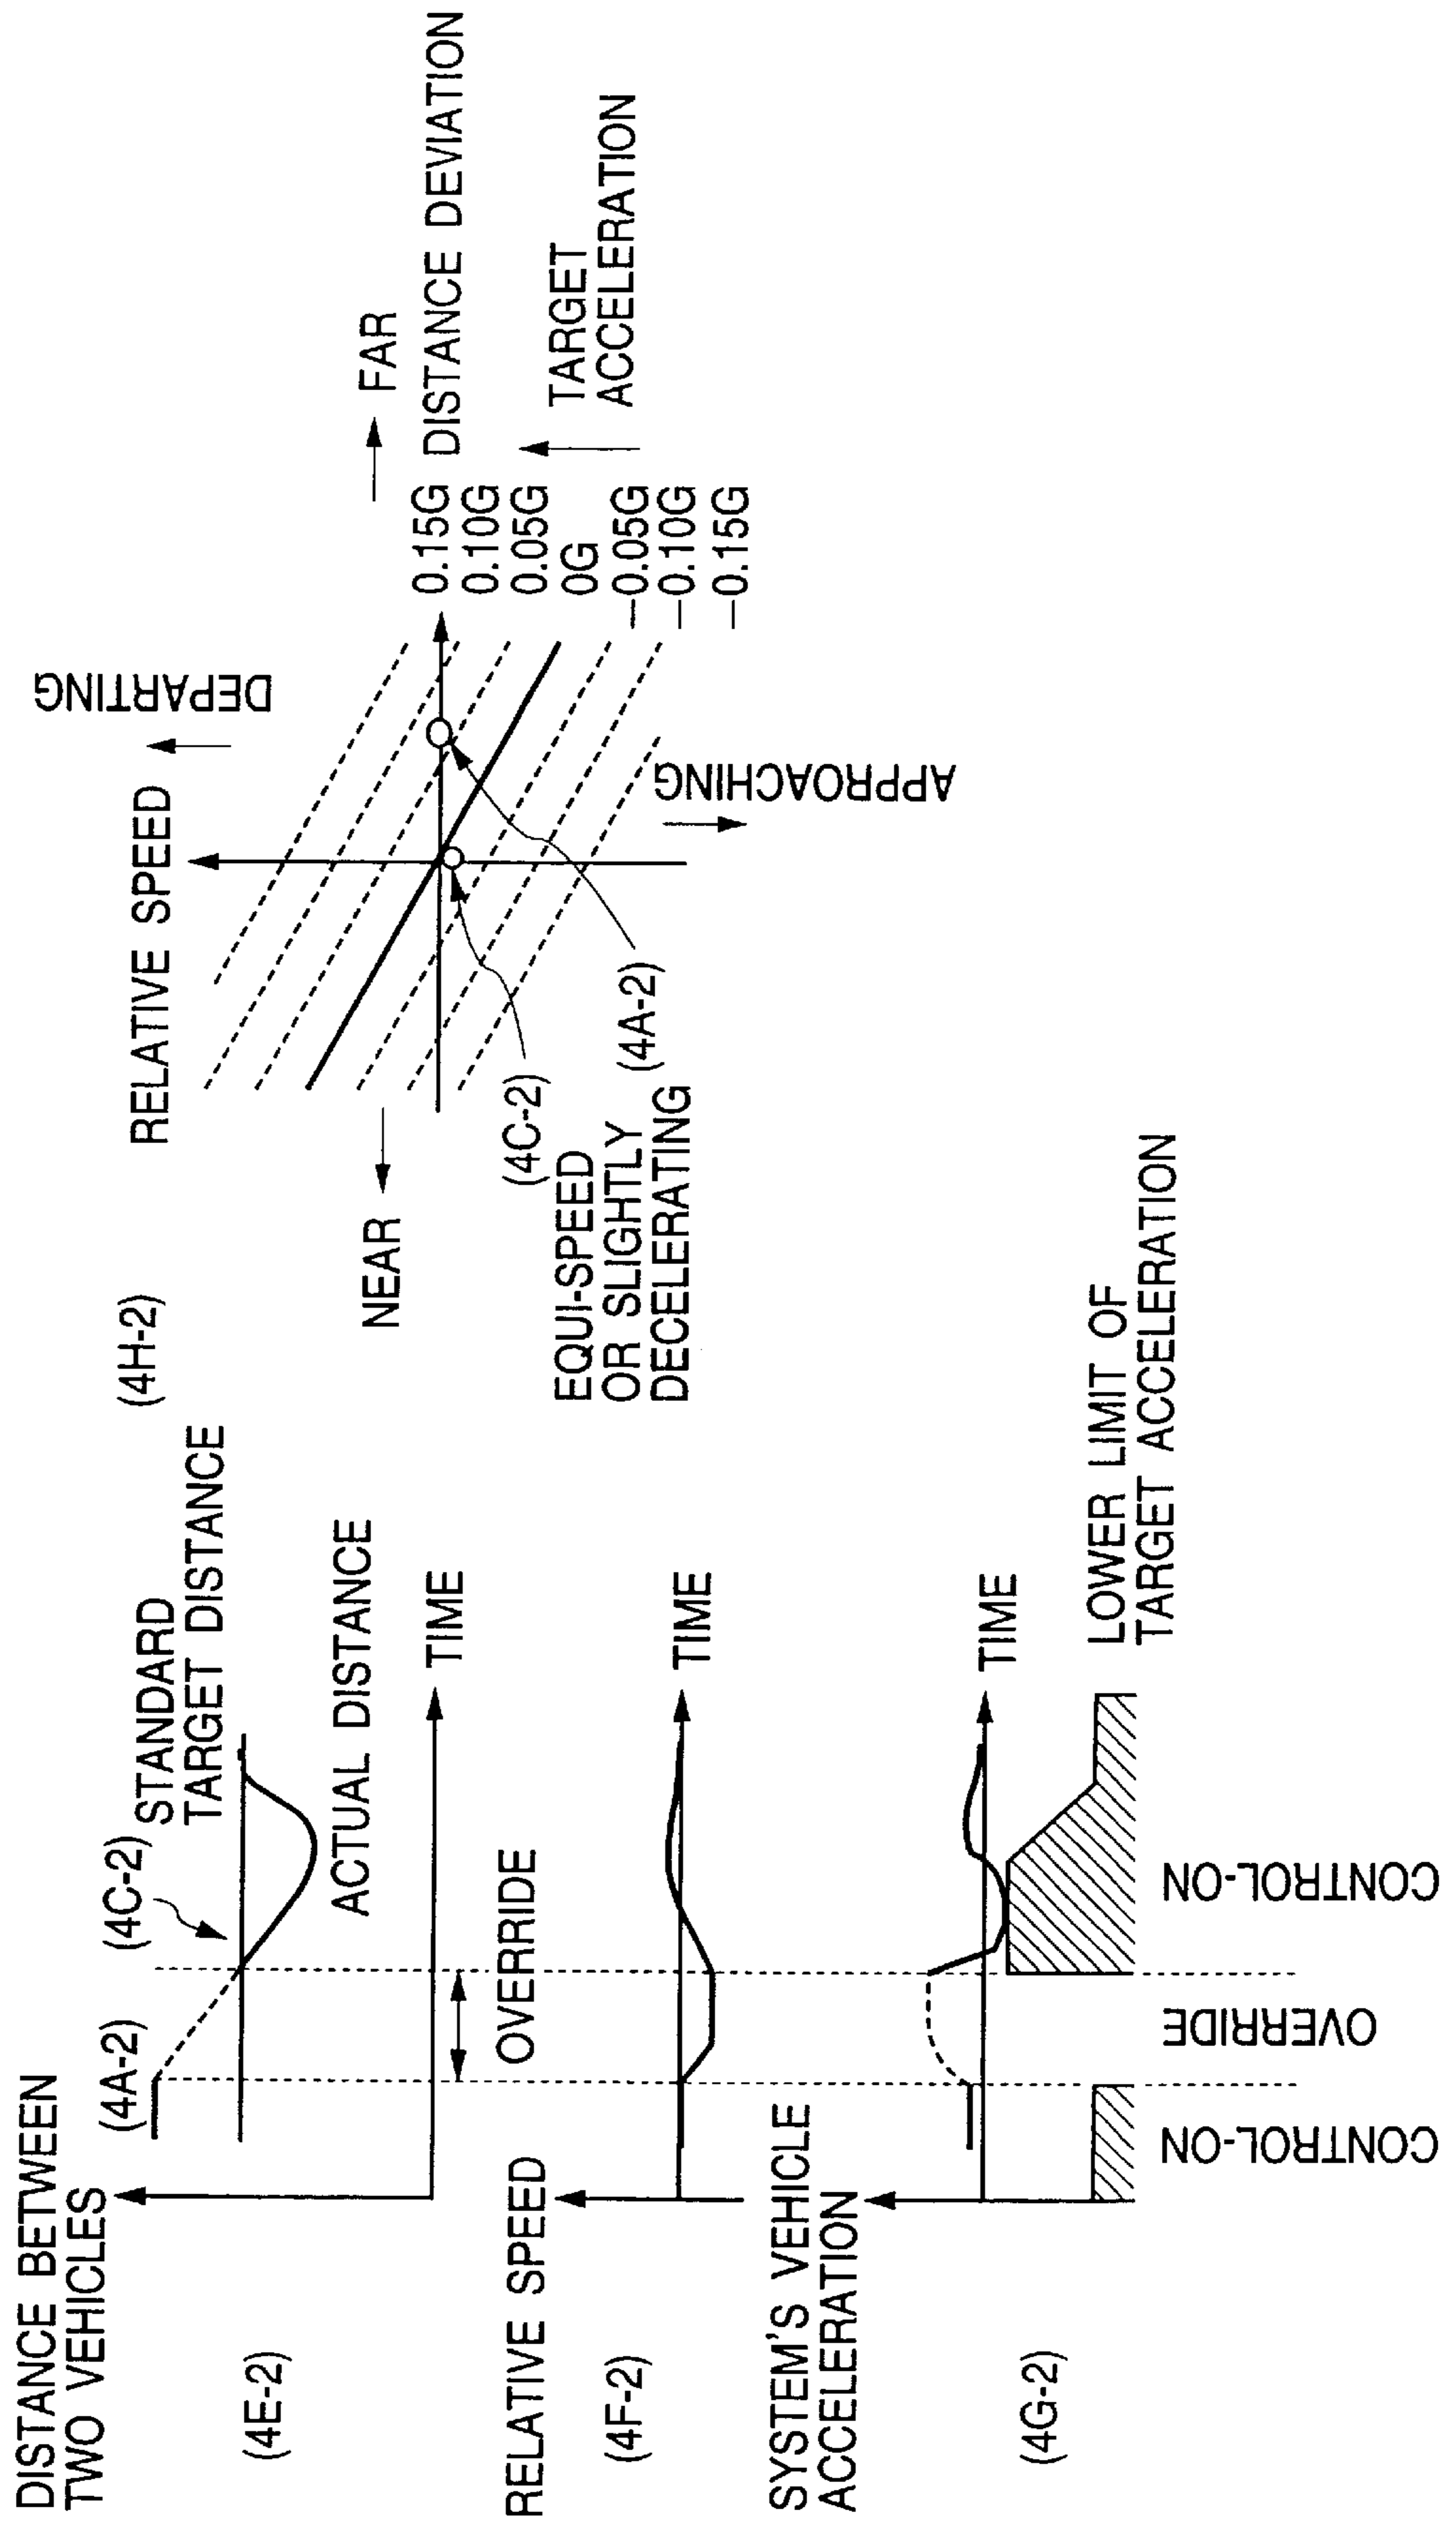 DISTANCE BETWEEN
TWO VEHICLES
(4E-2)
(4A-2)
(4C-2)
STANDARD
TARGET DISTANCE
ACTUAL DISTANCE
TIME
OVERRIDE
RELATIVE SPEED
(4F-2)
TIME
SYSTEM'S VEHICLE
ACCELERATION
(4G-2)
TIME
LOWER LIMIT OF
TARGET ACCELERATION
CONTROL-ON
OVERRIDE
CONTROL-ON
(4H-2)
RELATIVE SPEED
DEPARTING
NEAR
FAR
DISTANCE DEVIATION
0.15G
0.10G
0.05G
0G
-0.05G
-0.10G
-0.15G
TARGET
ACCELERATION
APPROACHING
(4C-2)
EQUI-SPEED
OR SLIGHTLY
DECELERATING
(4A-2)